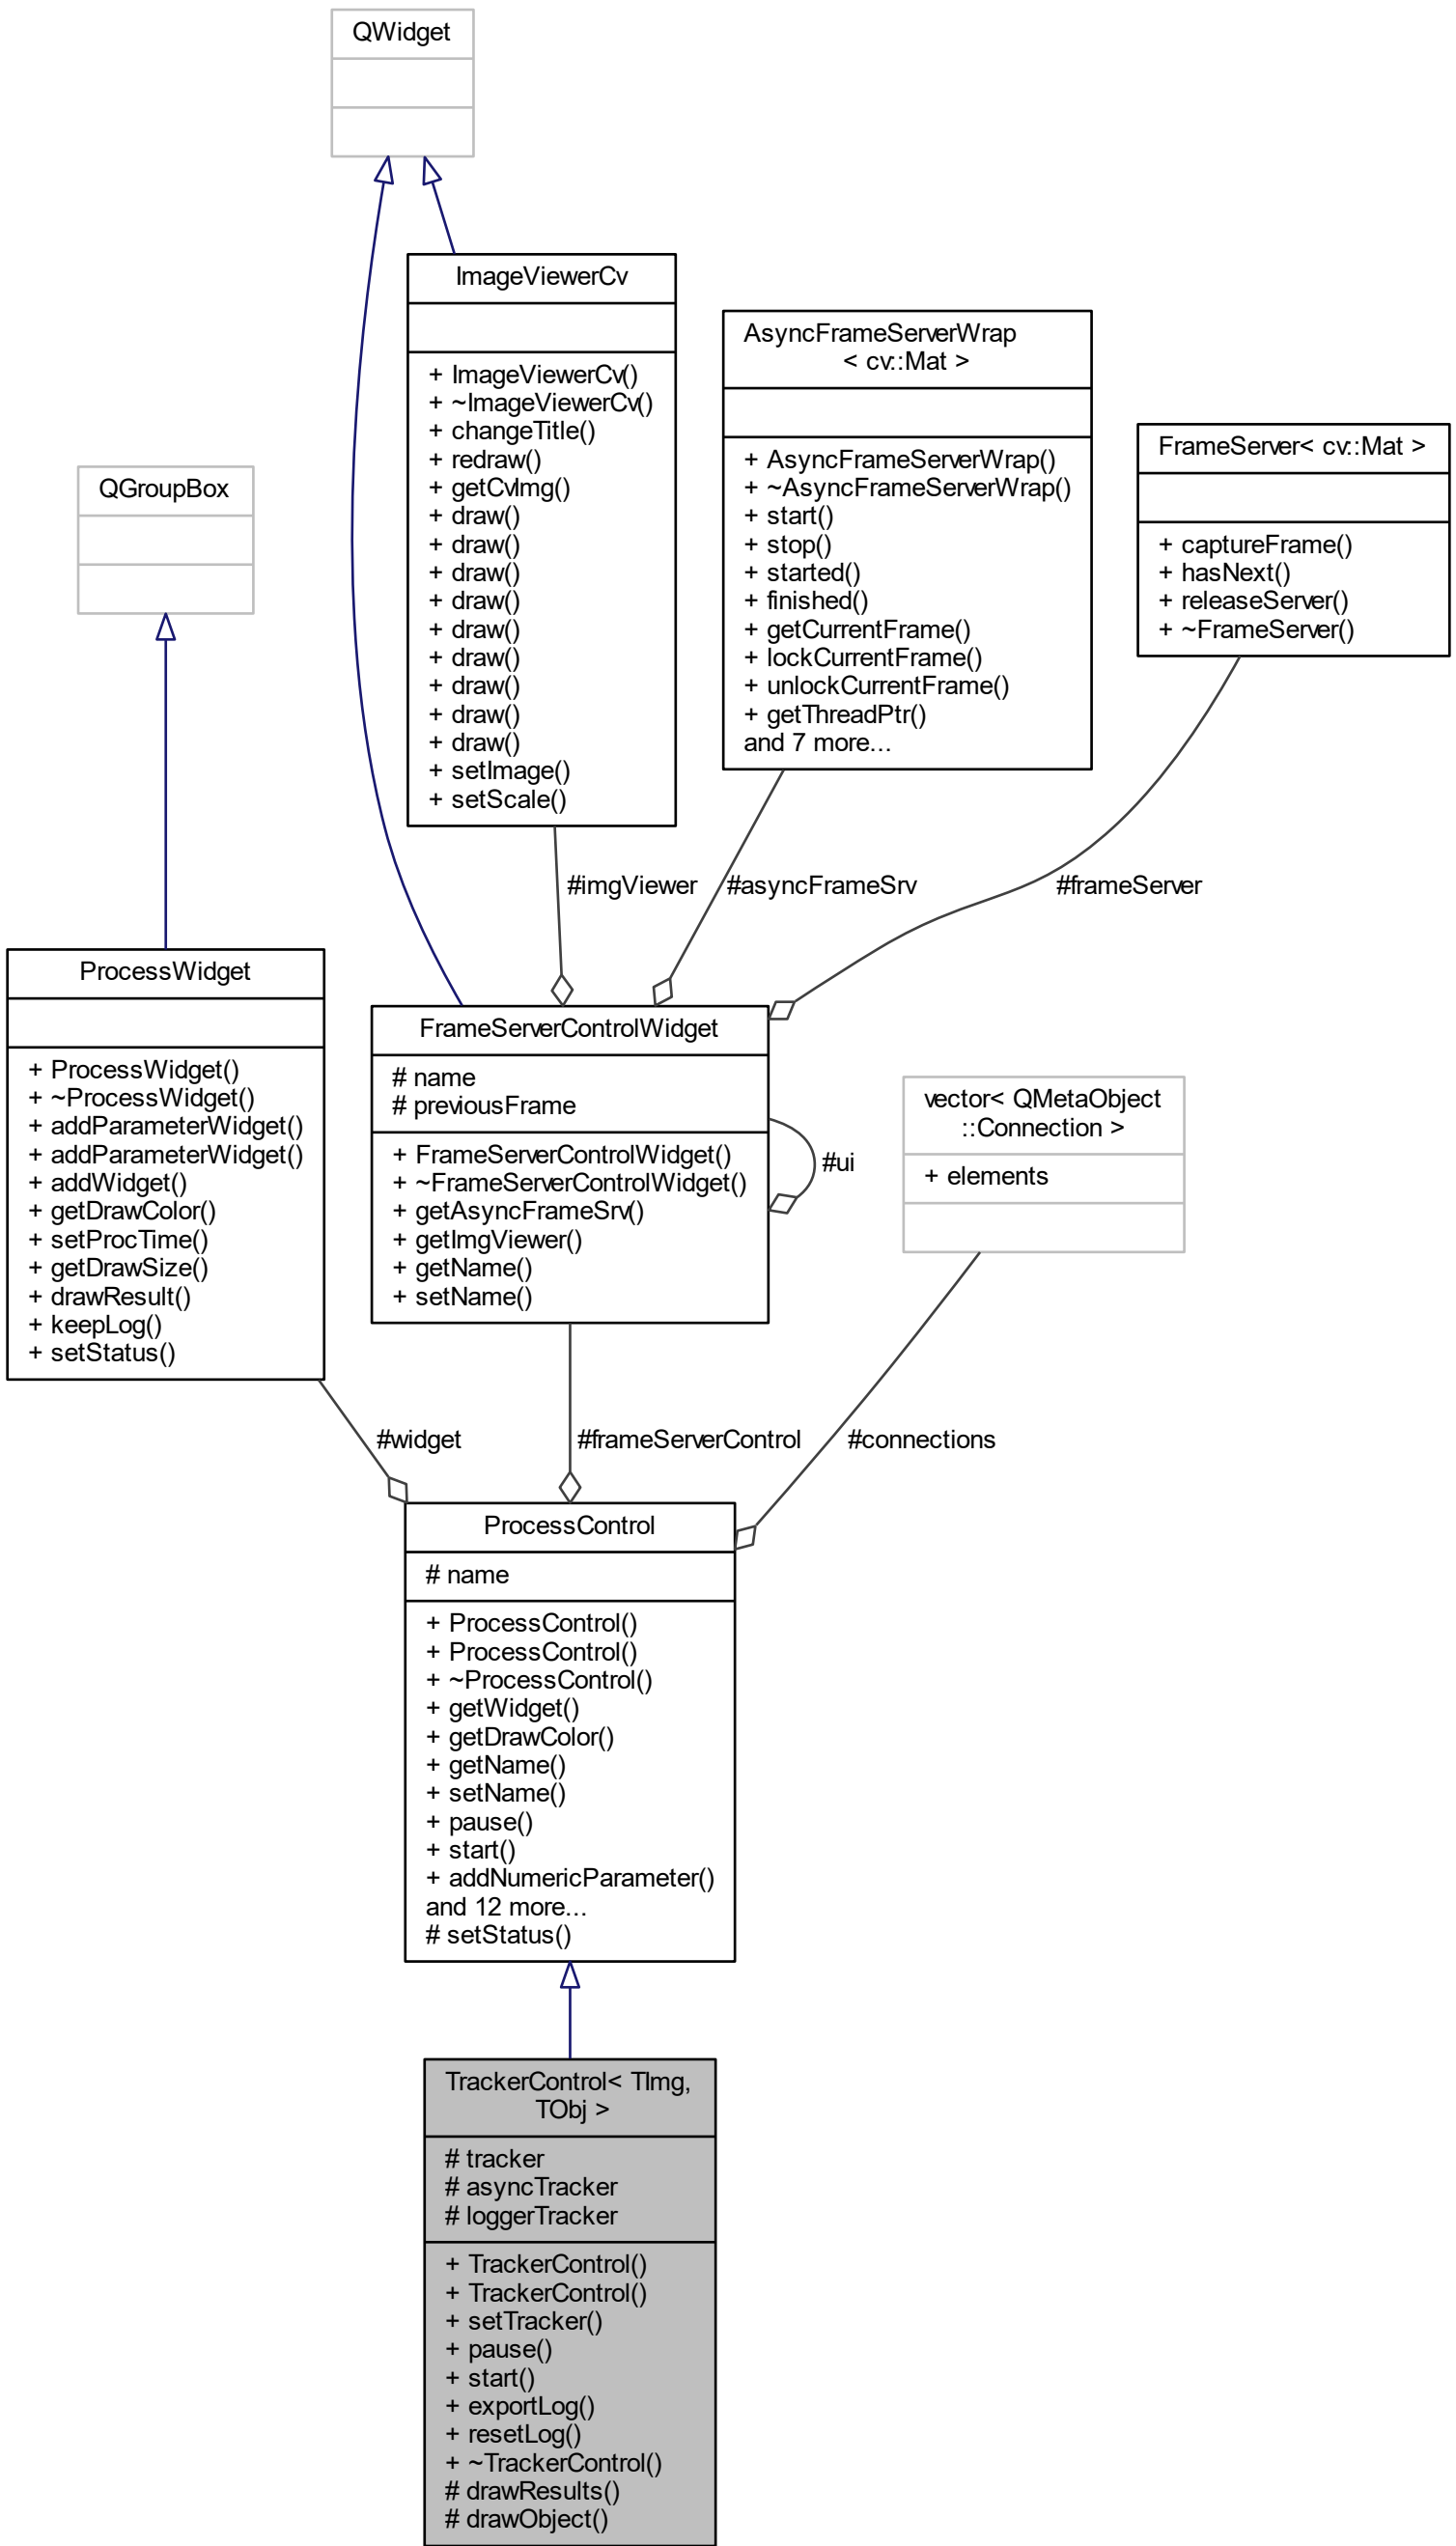 QWidget
ImageViewerCv
+ ImageViewerCv()
+ ~ImageViewerCv()
+ changeTitle()
+ redraw()
+ getCvImg()
+ draw()
+ draw()
+ draw()
+ draw()
+ draw()
+ draw()
+ draw()
+ draw()
+ draw()
+ setImage()
+ setScale()
AsyncFrameServerWrap
< cv::Mat >
+ AsyncFrameServerWrap()
+ ~AsyncFrameServerWrap()
+ start()
+ stop()
+ started()
+ finished()
+ getCurrentFrame()
+ lockCurrentFrame()
+ unlockCurrentFrame()
+ getThreadPtr()
and 7 more...
FrameServer< cv::Mat >
+ captureFrame()
+ hasNext()
+ releaseServer()
+ ~FrameServer()
QGroupBox
#imgViewer
#asyncFrameSrv
#frameServer
ProcessWidget
+ ProcessWidget()
+ ~ProcessWidget()
+ addParameterWidget()
+ addParameterWidget()
+ addWidget()
+ getDrawColor()
+ setProcTime()
+ getDrawSize()
+ drawResult()
+ keepLog()
+ setStatus()
FrameServerControlWidget
# name
# previousFrame
+ FrameServerControlWidget()
+ ~FrameServerControlWidget()
+ getAsyncFrameSrv()
+ getImgViewer()
+ getName()
+ setName()
#ui
vector< QMetaObject
::Connection >
+ elements
#widget
#frameServerControl
#connections
ProcessControl
# name
+ ProcessControl()
+ ProcessControl()
+ ~ProcessControl()
+ getWidget()
+ getDrawColor()
+ getName()
+ setName()
+ pause()
+ start()
+ addNumericParameter()
and 12 more...
# setStatus()
TrackerControl< TImg,
TObj >
# tracker
# asyncTracker
# loggerTracker
+ TrackerControl()
+ TrackerControl()
+ setTracker()
+ pause()
+ start()
+ exportLog()
+ resetLog()
+ ~TrackerControl()
# drawResults()
# drawObject()